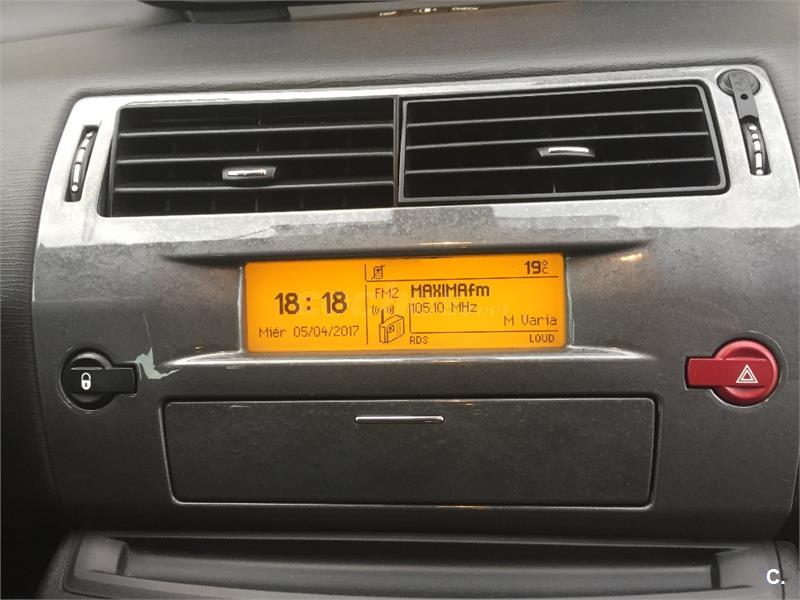 18:18
Miér 05/04/2017
19°C
FM2 MAXIMAfm
105.10 MHz
M Varia
RDS LOUD
C.